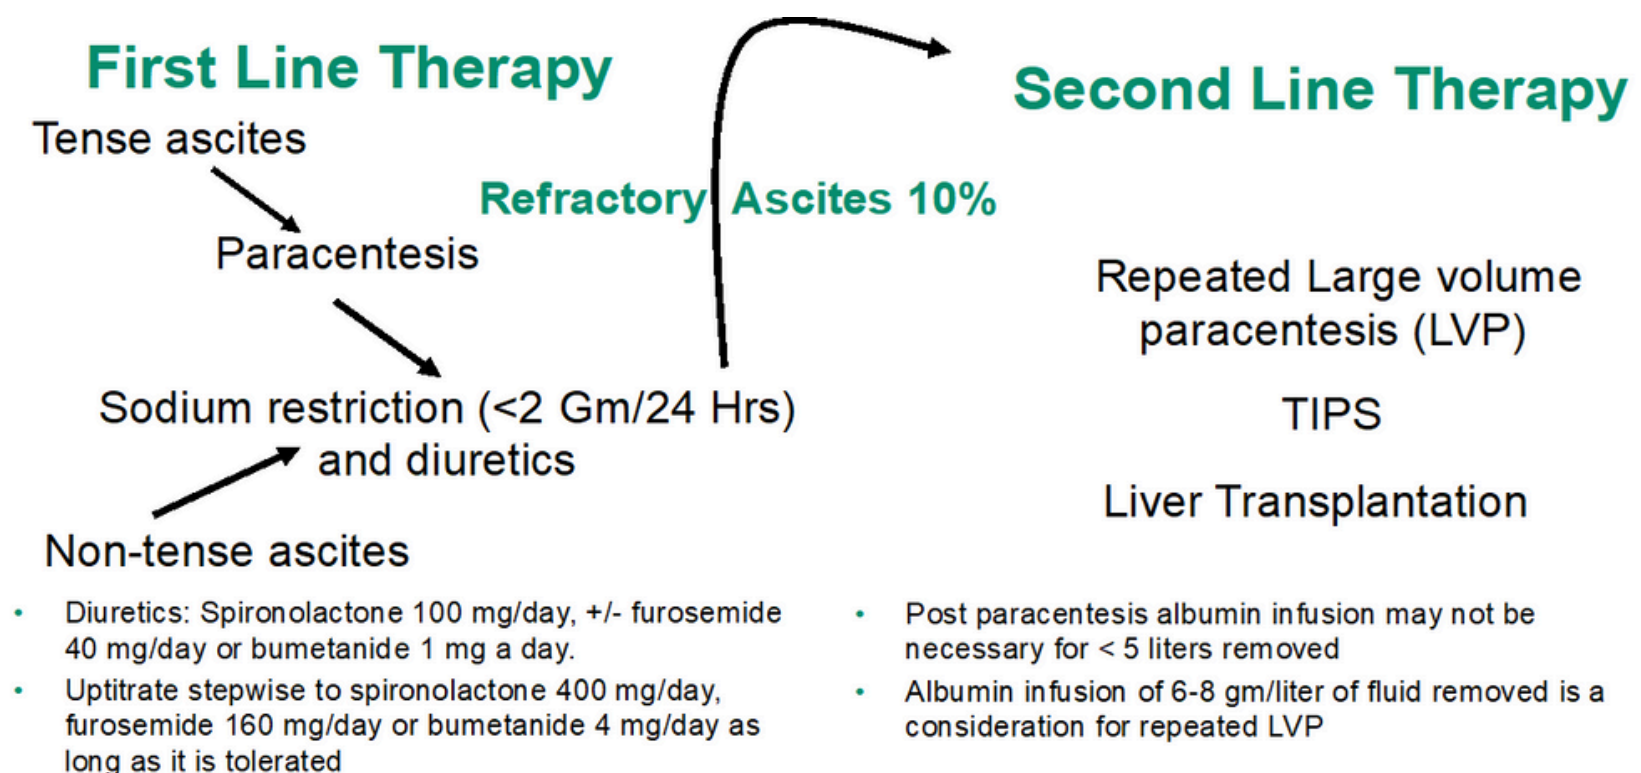 First Line Therapy
Tense ascites
Paracentesis
Sodium restriction (<2 Gm/24 Hrs)
and diuretics
Non-tense ascites
• Diuretics: Spironolactone 100 mg/day, +/- furosemide
40 mg/day or bumetanide 1 mg a day.
• Uptitrate stepwise to spironolactone 400 mg/day,
furosemide 160 mg/day or bumetanide 4 mg/day as
long as it is tolerated
Refractory Ascites 10%
Second Line Therapy
Repeated Large volume
paracentesis (LVP)
TIPS
Liver Transplantation
• Post paracentesis albumin infusion may not be
necessary for < 5 liters removed
• Albumin infusion of 6-8 gm/liter of fluid removed is a
consideration for repeated LVP